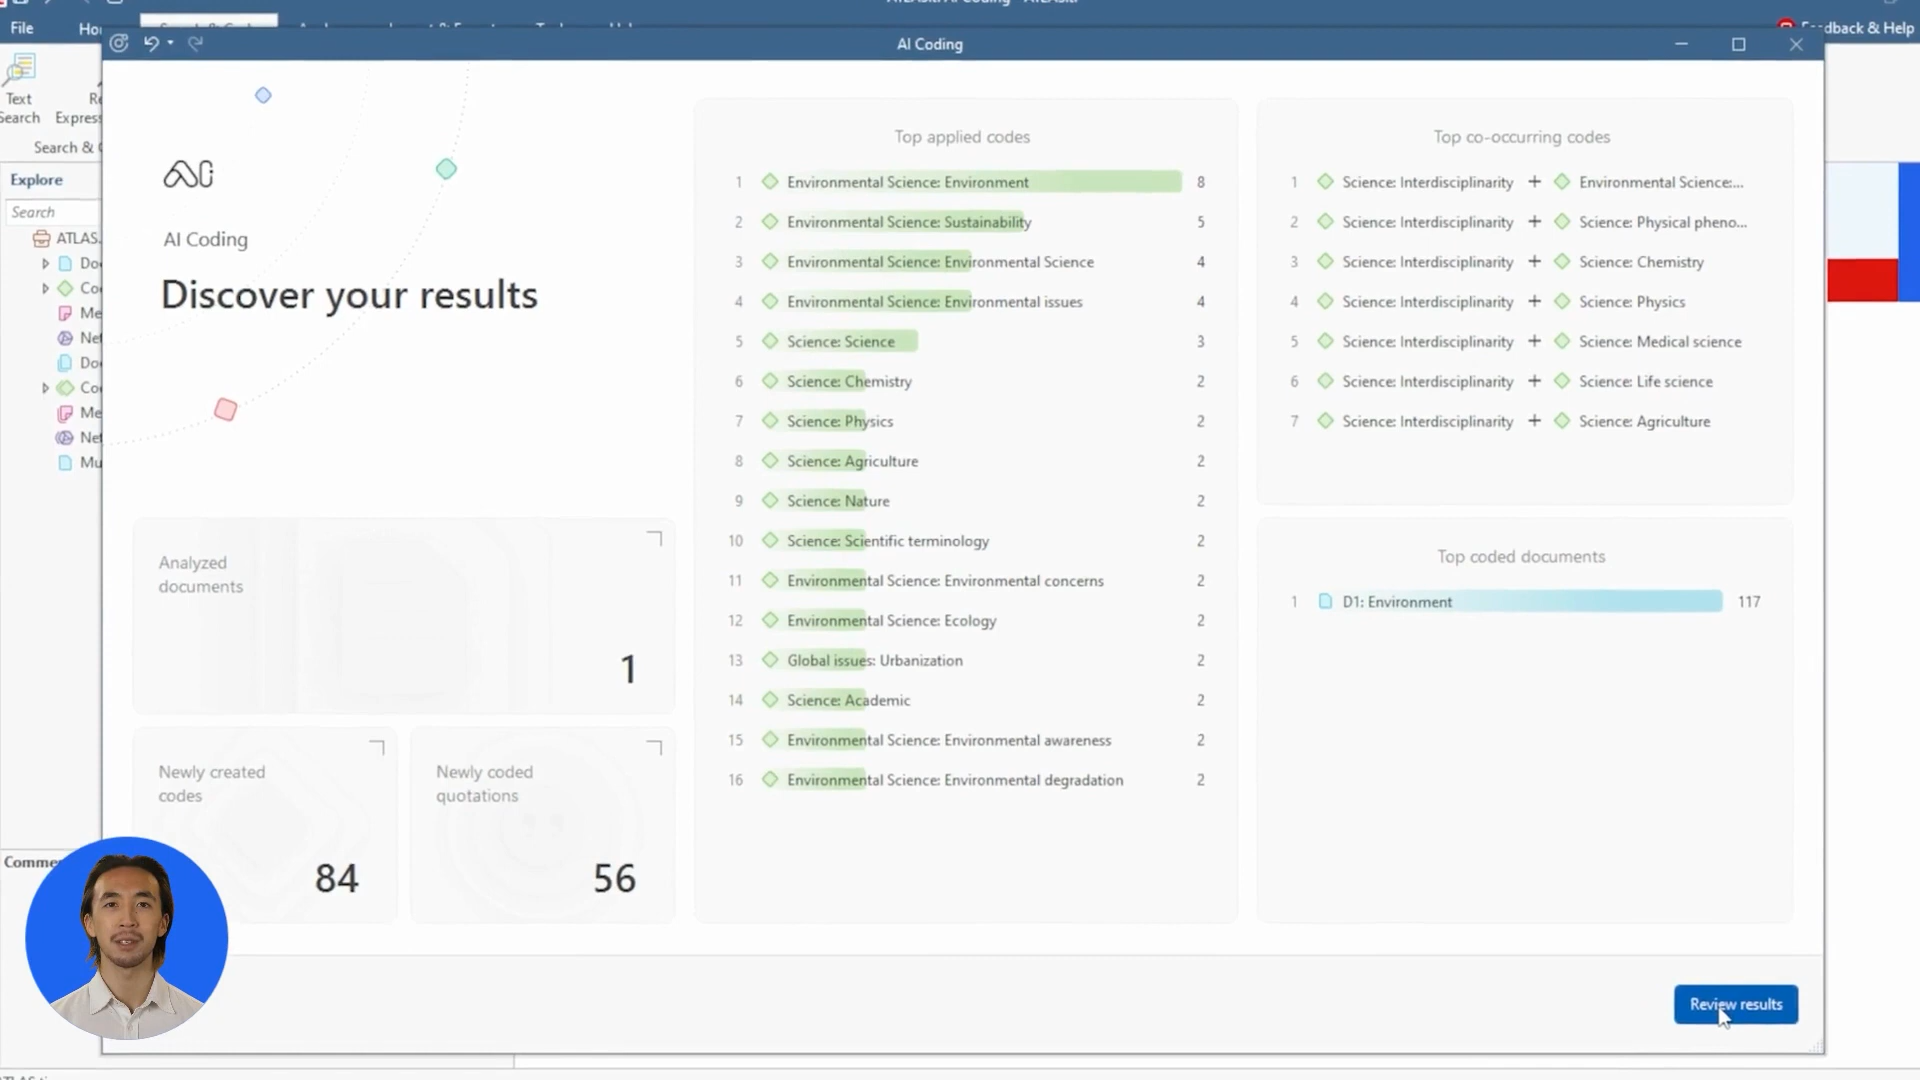 File
Feedback & Help
AI Coding
Text
Search
Search &
Explore
Search
ATLAS.
Comme
AI
AI Coding
Discover your results
Analyzed
documents
1
Newly created
codes
84
Newly coded
quotations
56
Top applied codes
1 Environmental Science: Environment 8
2 Environmental Science: Sustainability 5
3 Environmental Science: Environmental Science 4
4 Environmental Science: Environmental issues 4
5 Science: Science 3
6 Science: Chemistry 2
7 Science: Physics 2
8 Science: Agriculture 2
9 Science: Nature 2
10 Science: Scientific terminology 2
11 Environmental Science: Environmental concerns 2
12 Environmental Science: Ecology 2
13 Global issues: Urbanization 2
14 Science: Academic 2
15 Environmental Science: Environmental awareness 2
16 Environmental Science: Environmental degradation 2
Top co-occurring codes
1 Science: Interdisciplinarity + Environmental Science:...
2 Science: Interdisciplinarity + Science: Physical pheno...
3 Science: Interdisciplinarity + Science: Chemistry
4 Science: Interdisciplinarity + Science: Physics
5 Science: Interdisciplinarity + Science: Medical science
6 Science: Interdisciplinarity + Science: Life science
7 Science: Interdisciplinarity + Science: Agriculture
Top coded documents
1 D1: Environment 117
Review results